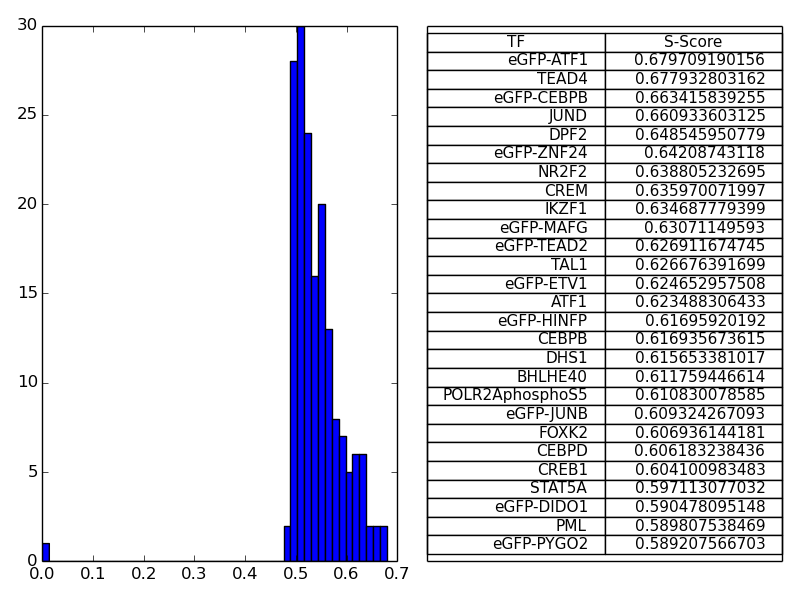 30
25
20
15
10
5
0
0.0 0.1 0.2 0.3 0.4 0.5 0.6 0.7
TF S-Score
eGFP-ATF1 0.679709190156
TEAD4 0.677932803162
eGFP-CEBPB 0.663415839255
JUND 0.660933603125
DPF2 0.648545950779
eGFP-ZNF24 0.64208743118
NR2F2 0.638805232695
CREM 0.635970071997
IKZF1 0.634687779399
eGFP-MAFG 0.63071149593
eGFP-TEAD2 0.626911674745
TAL1 0.626676391699
eGFP-ETV1 0.624652957508
ATF1 0.623488306433
eGFP-HINFP 0.61695920192
CEBPB 0.616935673615
DHS1 0.615653381017
BHLHE40 0.611759446614
POLR2AphosphoS5 0.610830078585
eGFP-JUNB 0.609324267093
FOXK2 0.606936144181
CEBPD 0.606183238436
CREB1 0.604100983483
STAT5A 0.597113077032
eGFP-DIDO1 0.590478095148
PML 0.589807538469
eGFP-PYGO2 0.589207566703